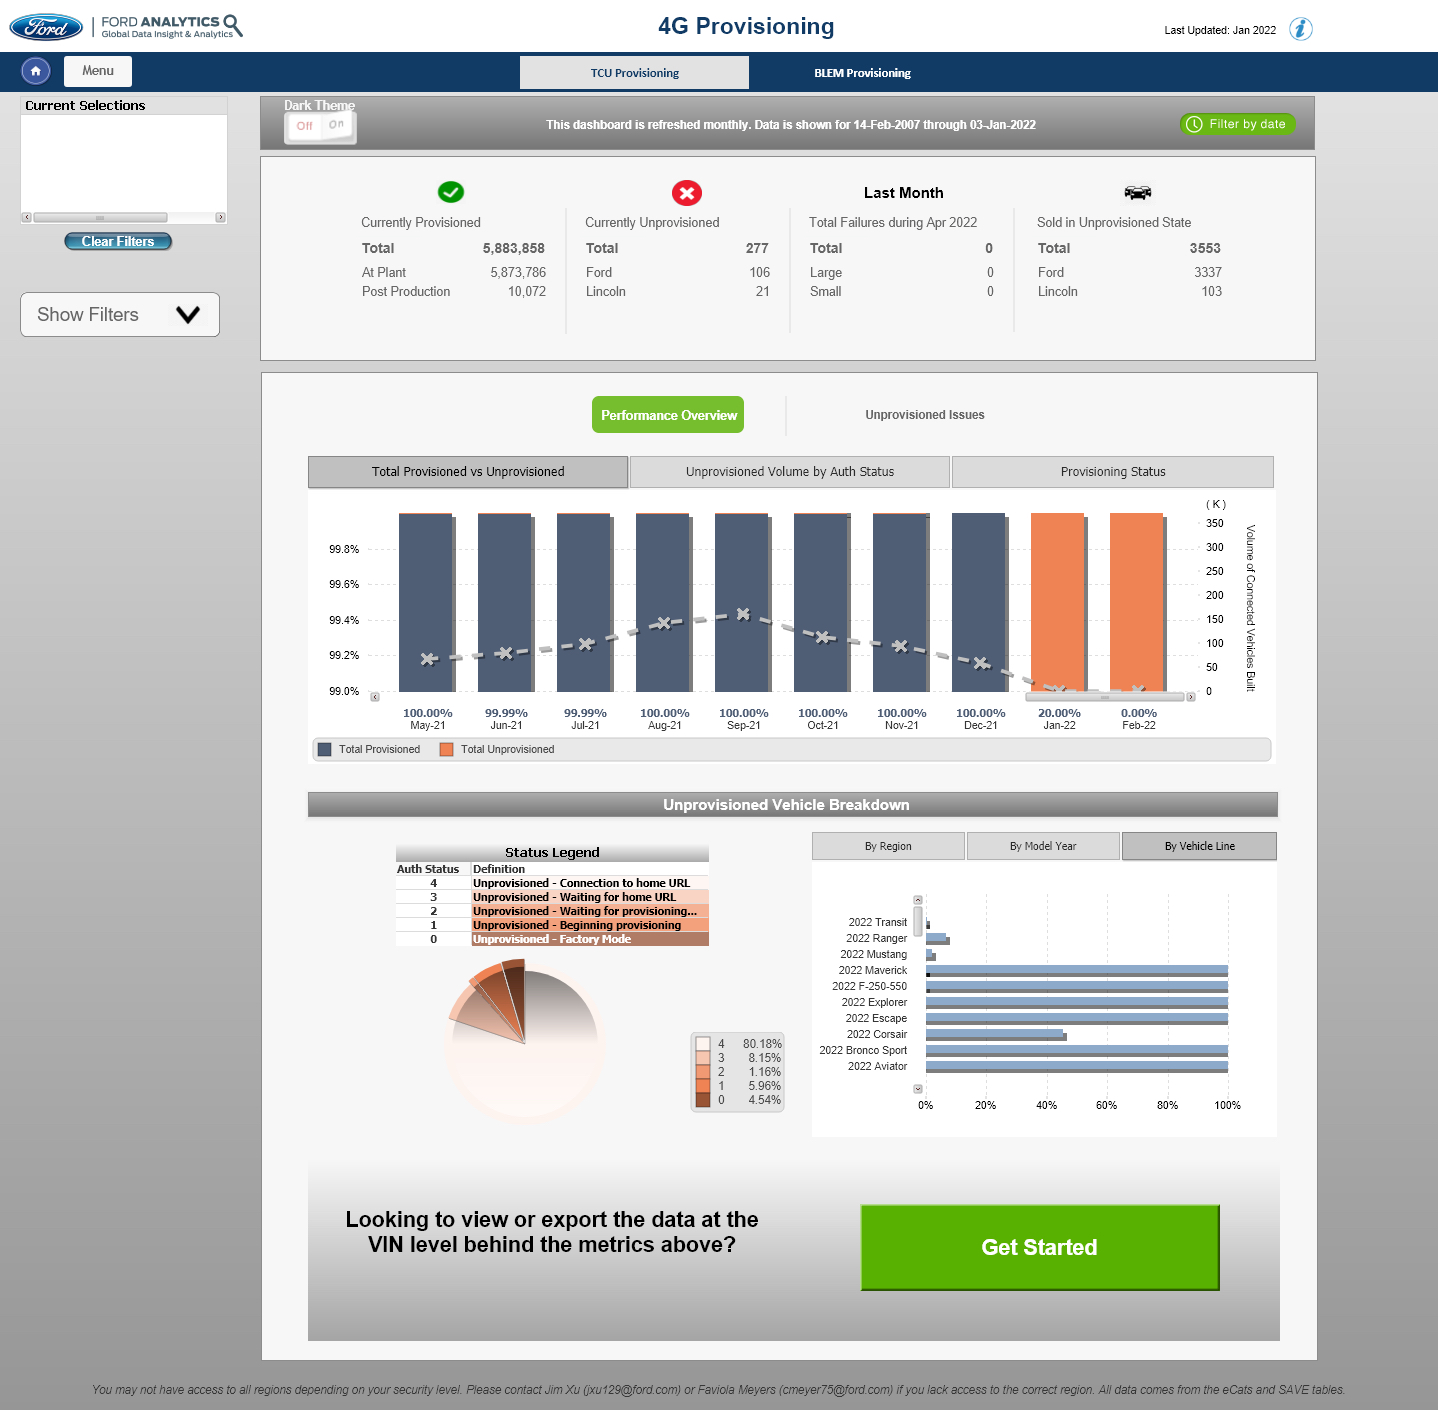 Ford
FORD ANALYTICS
Global Data Insight & Analytics
4G Provisioning
Last Updated: Jan 2022
Menu
TCU Provisioning
BLEM Provisioning
Current Selections
Clear Filters
Show Filters
Dark Theme
Off On
This dashboard is refreshed monthly. Data is shown for 14-Feb-2007 through 03-Jan-2022
Filter by date
Currently Provisioned
Total 5,883,858
At Plant 5,873,786
Post Production 10,072
Currently Unprovisioned
Total 277
Ford 106
Lincoln 21
Last Month
Total Failures during Apr 2022
Total 0
Large 0
Small 0
Sold in Unprovisioned State
Total 3553
Ford 3337
Lincoln 103
Performance Overview
Unprovisioned Issues
Total Provisioned vs Unprovisioned
Unprovisioned Volume by Auth Status
Provisioning Status
99.8%
99.6%
99.4%
99.2%
99.0%
( K )
350
300
250
200
150
100
50
0
Volume of Connected Vehicles Built
100.00% 99.99% 99.99% 100.00% 100.00% 100.00% 100.00% 100.00% 20.00% 0.00%
May-21 Jun-21 Jul-21 Aug-21 Sep-21 Oct-21 Nov-21 Dec-21 Jan-22 Feb-22
Total Provisioned Total Unprovisioned
Unprovisioned Vehicle Breakdown
Status Legend
Auth Status Definition
4 Unprovisioned - Connection to home URL
3 Unprovisioned - Waiting for home URL
2 Unprovisioned - Waiting for provisioning...
1 Unprovisioned - Beginning provisioning
0 Unprovisioned - Factory Mode
4 80.18%
3 8.15%
2 1.16%
1 5.96%
0 4.54%
By Region
By Model Year
By Vehicle Line
2022 Transit
2022 Ranger
2022 Mustang
2022 Maverick
2022 F-250-550
2022 Explorer
2022 Escape
2022 Corsair
2022 Bronco Sport
2022 Aviator
0% 20% 40% 60% 80% 100%
Looking to view or export the data at the
VIN level behind the metrics above?
Get Started
You may not have access to all regions depending on your security level. Please contact Jim Xu (jxu129@ford.com) or Faviola Meyers (cmeyer75@ford.com) if you lack access to the correct region. All data comes from the eCats and SAVE tables.